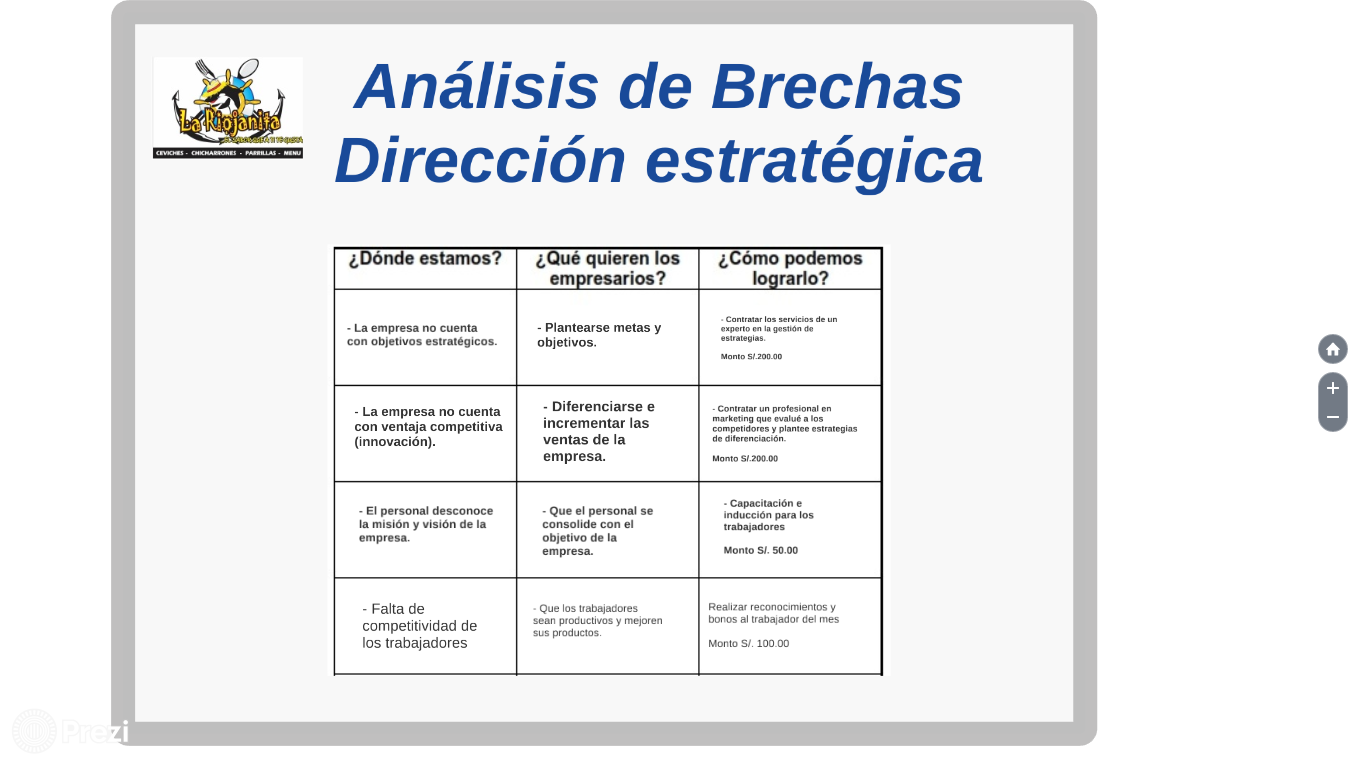 La Riojanita
CEVICHES - CHICHARRONES - PARRILLAS - MENU
Análisis de Brechas
Dirección estratégica
¿Dónde estamos?
¿Qué quieren los
empresarios?
¿Cómo podemos
lograrlo?
- La empresa no cuenta
con objetivos estratégicos.
- Plantearse metas y
objetivos.
- Contratar los servicios de un
experto en la gestión de
estrategias.
Monto S/.200.00
- La empresa no cuenta
con ventaja competitiva
(innovación).
- Diferenciarse e
incrementar las
ventas de la
empresa.
- Contratar un profesional en
marketing que evalué a los
competidores y plantee estrategias
de diferenciación.
Monto S/.200.00
- El personal desconoce
la misión y visión de la
empresa.
- Que el personal se
consolide con el
objetivo de la
empresa.
- Capacitación e
inducción para los
trabajadores
Monto S/. 50.00
- Falta de
competitividad de
los trabajadores
- Que los trabajadores
sean productivos y mejoren
sus productos.
Realizar reconocimientos y
bonos al trabajador del mes
Monto S/. 100.00
Prezi